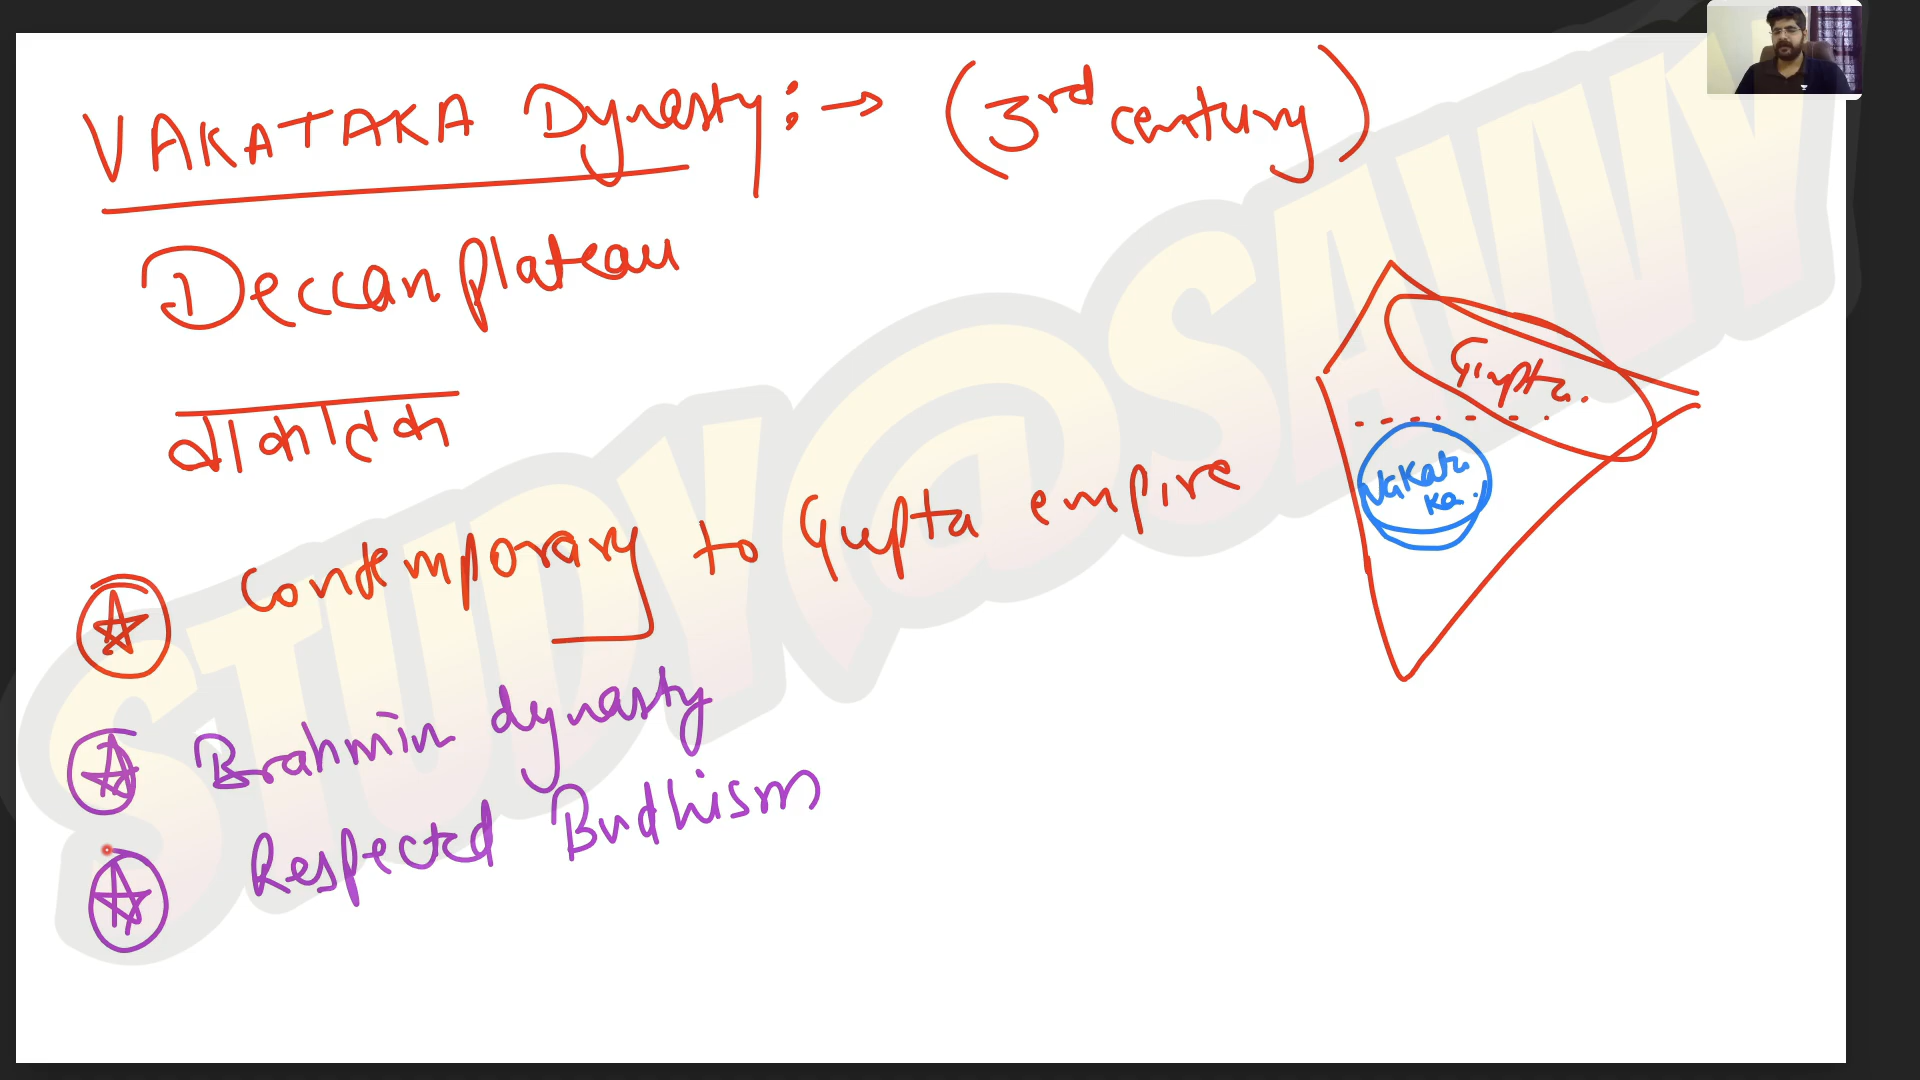 VAKATAKA Dynasty :→ (3rd century)
Deccan plateau
वाकाटक
Contemporary to Gupta empire
Brahmin dynasty
Respected Budhism
Gupta
Vakata
ka.
STUDY@SAVVY